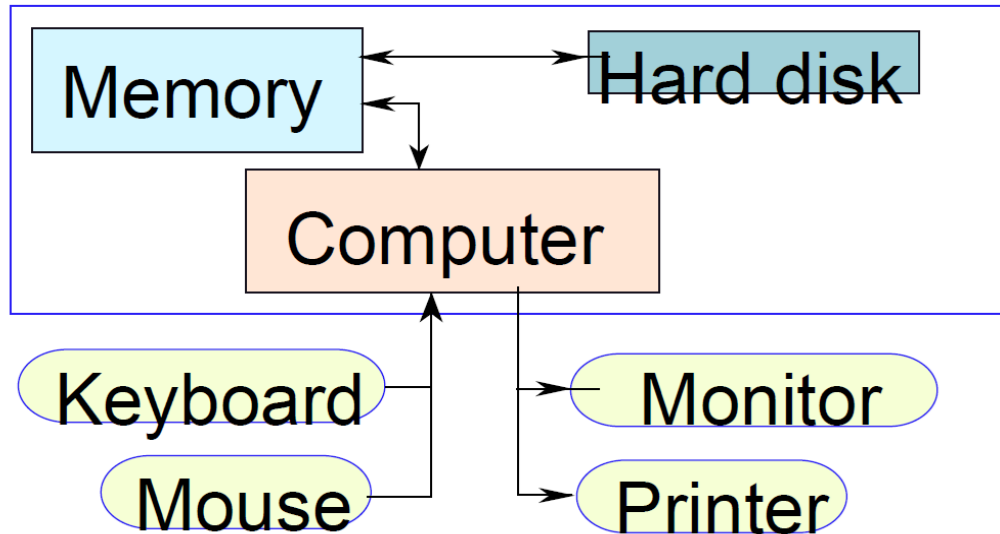 Memory
Hard disk
Computer
Keyboard
Monitor
Mouse
Printer